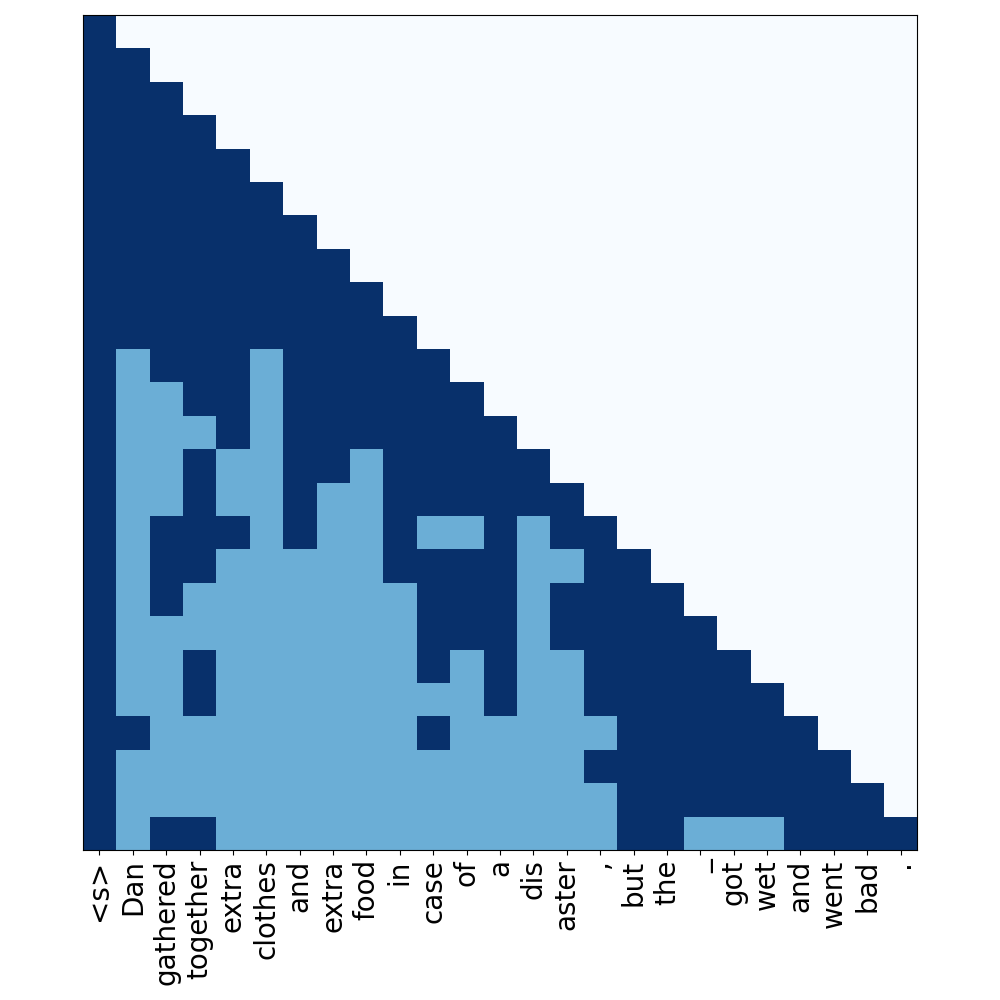 <s> Dan gathered together extra clothes and extra food in case of a dis aster , but the _ got wet and went bad .